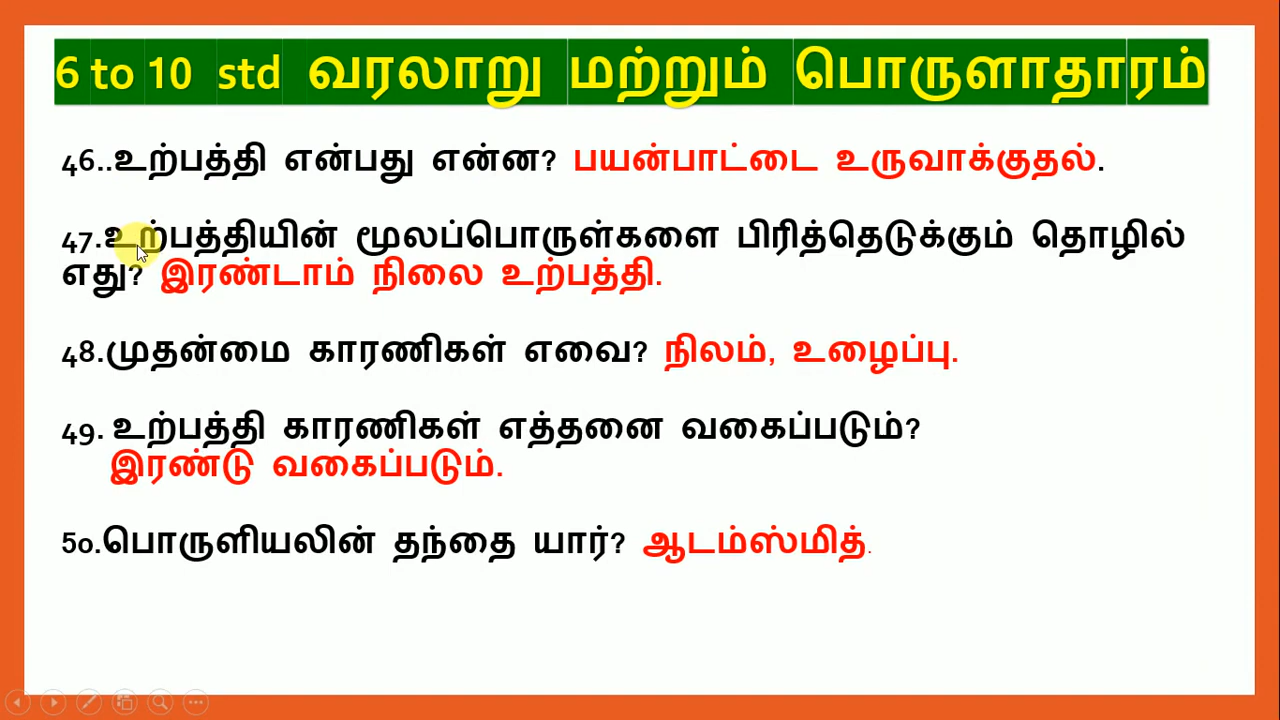 6 to 10 std வரலாறு மற்றும் பொருளாதாரம்
46..உற்பத்தி என்பது என்ன? பயன்பாட்டை உருவாக்குதல்.
47.உற்பத்தியின் மூலப்பொருள்களை பிரித்தெடுக்கும் தொழில்
எது? இரண்டாம் நிலை உற்பத்தி.
48.முதன்மை காரணிகள் எவை? நிலம், உழைப்பு.
49. உற்பத்தி காரணிகள் எத்தனை வகைப்படும்?
இரண்டு வகைப்படும்.
50.பொருளியலின் தந்தை யார்? ஆடம்ஸ்மித்.